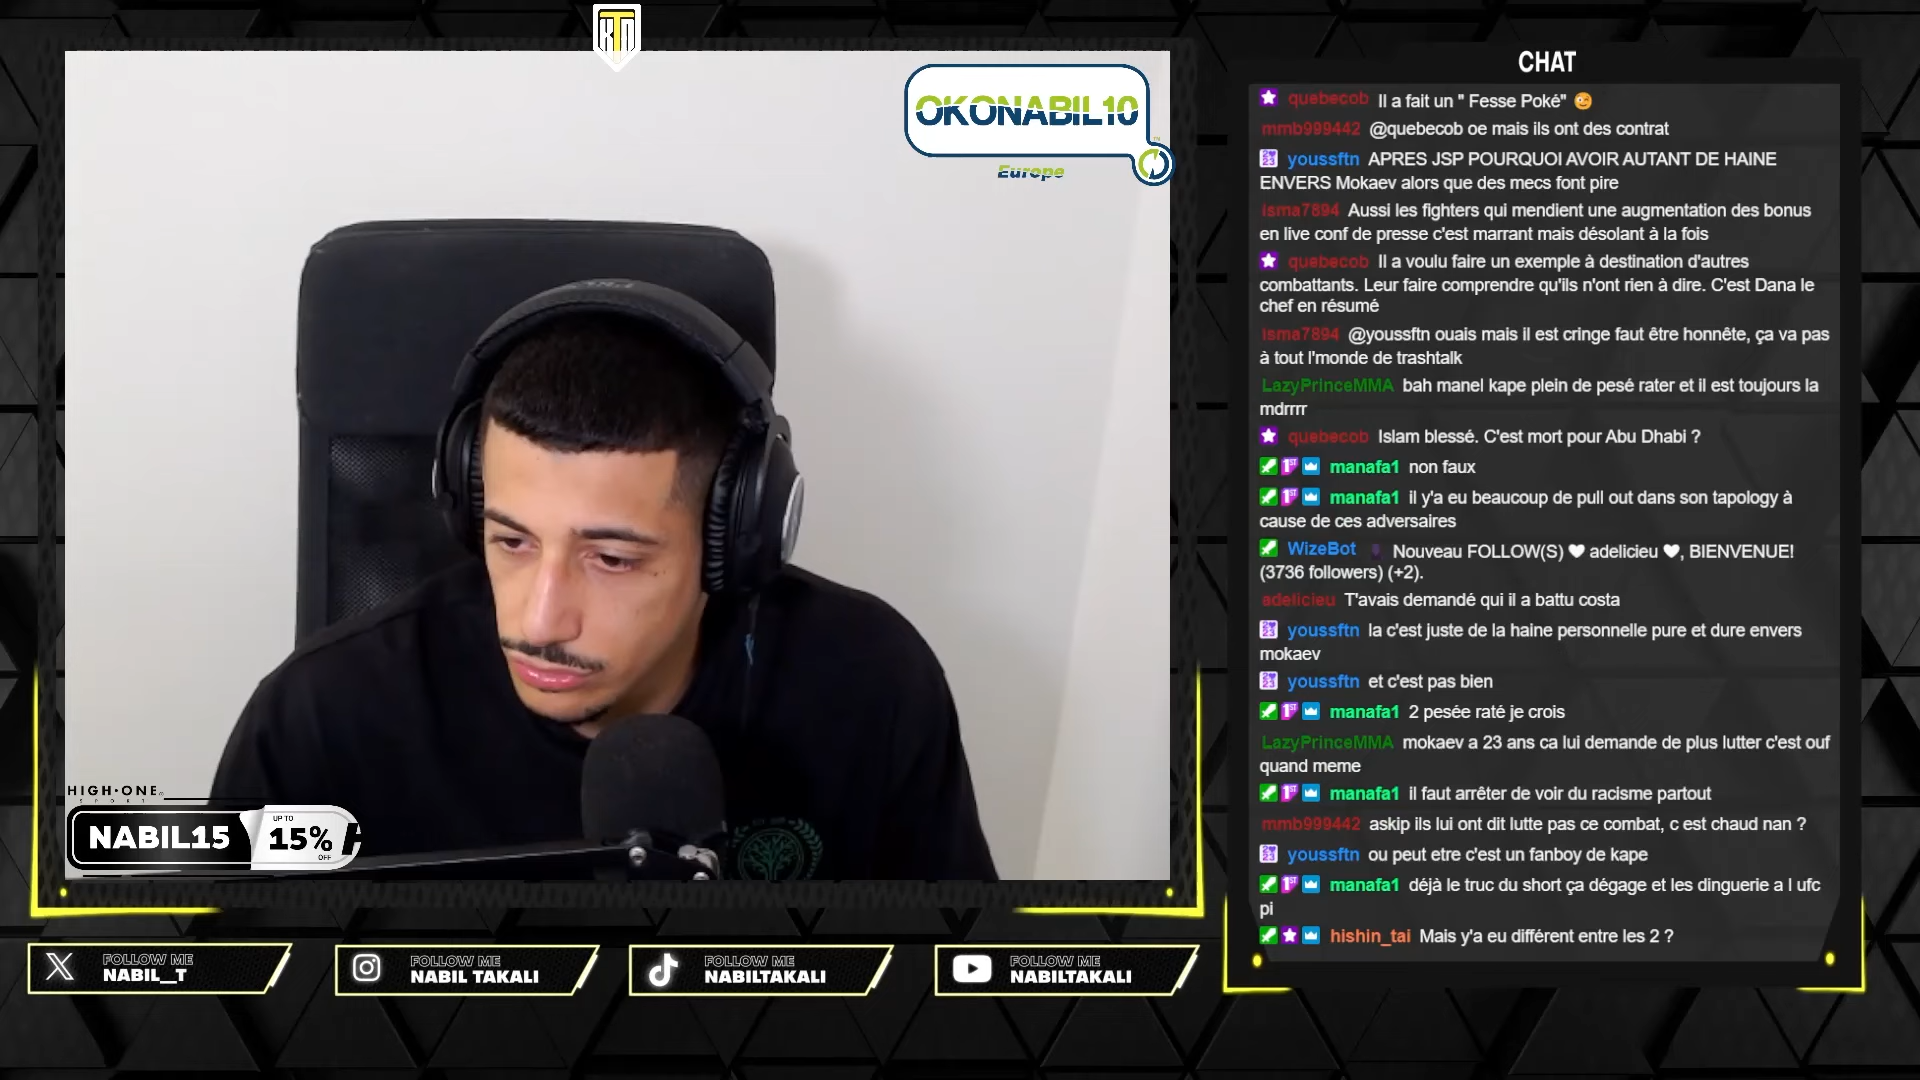 KTN
OKONABIL10
Europe
HIGH·ONE
SPORT
NABIL15
UP TO
15%
OFF
FOLLOW ME
NABIL__T
FOLLOW ME
NABIL TAKALI
FOLLOW ME
NABILTAKALI
FOLLOW ME
NABILTAKALI
CHAT
quebecob Il a fait un " Fesse Poké" 😉
mmb999442 @quebecob oe mais ils ont des contrat
youssftn APRES JSP POURQUOI AVOIR AUTANT DE HAINE
ENVERS Mokaev alors que des mecs font pire
isma7894 Aussi les fighters qui mendient une augmentation des bonus
en live conf de presse c'est marrant mais désolant à la fois
quebecob Il a voulu faire un exemple à destination d'autres
combattants. Leur faire comprendre qu'ils n'ont rien à dire. C'est Dana le
chef en résumé
isma7894 @youssftn ouais mais il est cringe faut être honnête, ça va pas
à tout l'monde de trashtalk
LazyPrinceMMA bah manel kape plein de pesé rater et il est toujours la
mdrrrr
quebecob Islam blessé. C'est mort pour Abu Dhabi ?
manafa1 non faux
manafa1 il y'a eu beaucoup de pull out dans son tapology à
cause de ces adversaires
WizeBot Nouveau FOLLOW(S) ♥ adelicieu ♥, BIENVENUE!
(3736 followers) (+2).
adelicieu T'avais demandé qui il a battu costa
youssftn la c'est juste de la haine personnelle pure et dure envers
mokaev
youssftn et c'est pas bien
manafa1 2 pesée raté je crois
LazyPrinceMMA mokaev a 23 ans ca lui demande de plus lutter c'est ouf
quand meme
manafa1 il faut arrêter de voir du racisme partout
mmb999442 askip ils lui ont dit lutte pas ce combat, c est chaud nan ?
youssftn ou peut etre c'est un fanboy de kape
manafa1 déjà le truc du short ça dégage et les dinguerie a l ufc
pi
hishin_tai Mais y'a eu différent entre les 2 ?